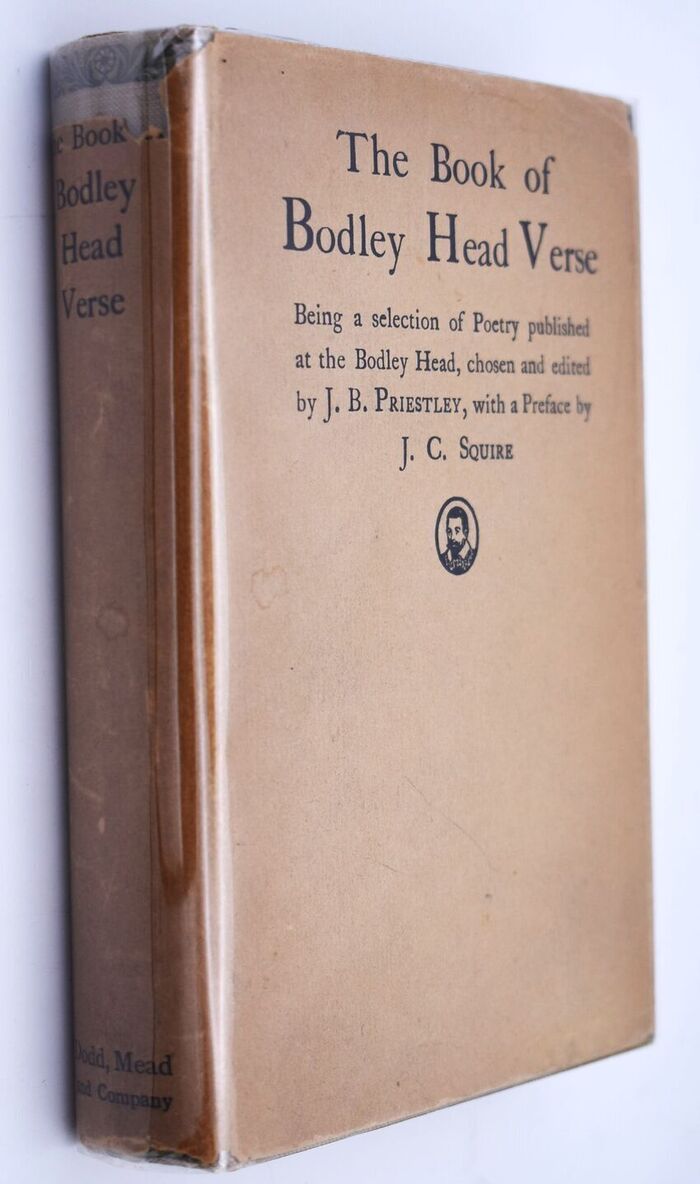 The Book of
Bodley Head Verse
Being a selection of Poetry published
at the Bodley Head, chosen and edited
by J. B. PRIESTLEY, with a Preface by
J. C. SQUIRE
Book
Bodley
Head
Verse
Dodd, Mead
and Company